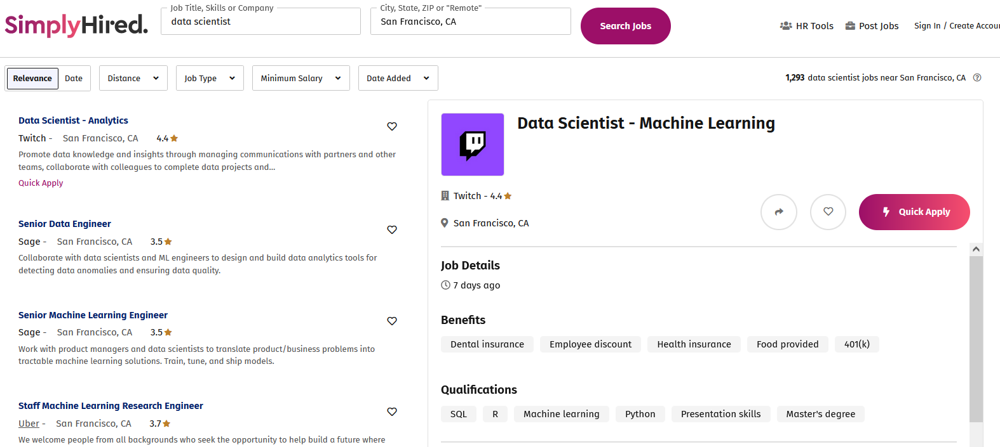 SimplyHired.
Job Title, Skills or Company
data scientist
City, State, ZIP or "Remote"
San Francisco, CA
Search Jobs
HR Tools
Post Jobs
Sign In / Create Accou
Relevance
Date
Distance
Job Type
Minimum Salary
Date Added
1,293 data scientist jobs near San Francisco, CA
Data Scientist - Analytics
Twitch - San Francisco, CA 4.4
Promote data knowledge and insights through managing communications with partners and other
teams, collaborate with colleagues to complete data projects and...
Quick Apply
Senior Data Engineer
Sage - San Francisco, CA 3.5
Collaborate with data scientists and ML engineers to design and build data analytics tools for
detecting data anomalies and ensuring data quality.
Senior Machine Learning Engineer
Sage - San Francisco, CA 3.5
Work with product managers and data scientists to translate product/business problems into
tractable machine learning solutions. Train, tune, and ship models.
Staff Machine Learning Research Engineer
Uber - San Francisco, CA 3.7
We welcome people from all backgrounds who seek the opportunity to help build a future where
Data Scientist - Machine Learning
Twitch - 4.4
San Francisco, CA
Quick Apply
Job Details
7 days ago
Benefits
Dental insurance
Employee discount
Health insurance
Food provided
401(k)
Qualifications
SQL
R
Machine learning
Python
Presentation skills
Master's degree